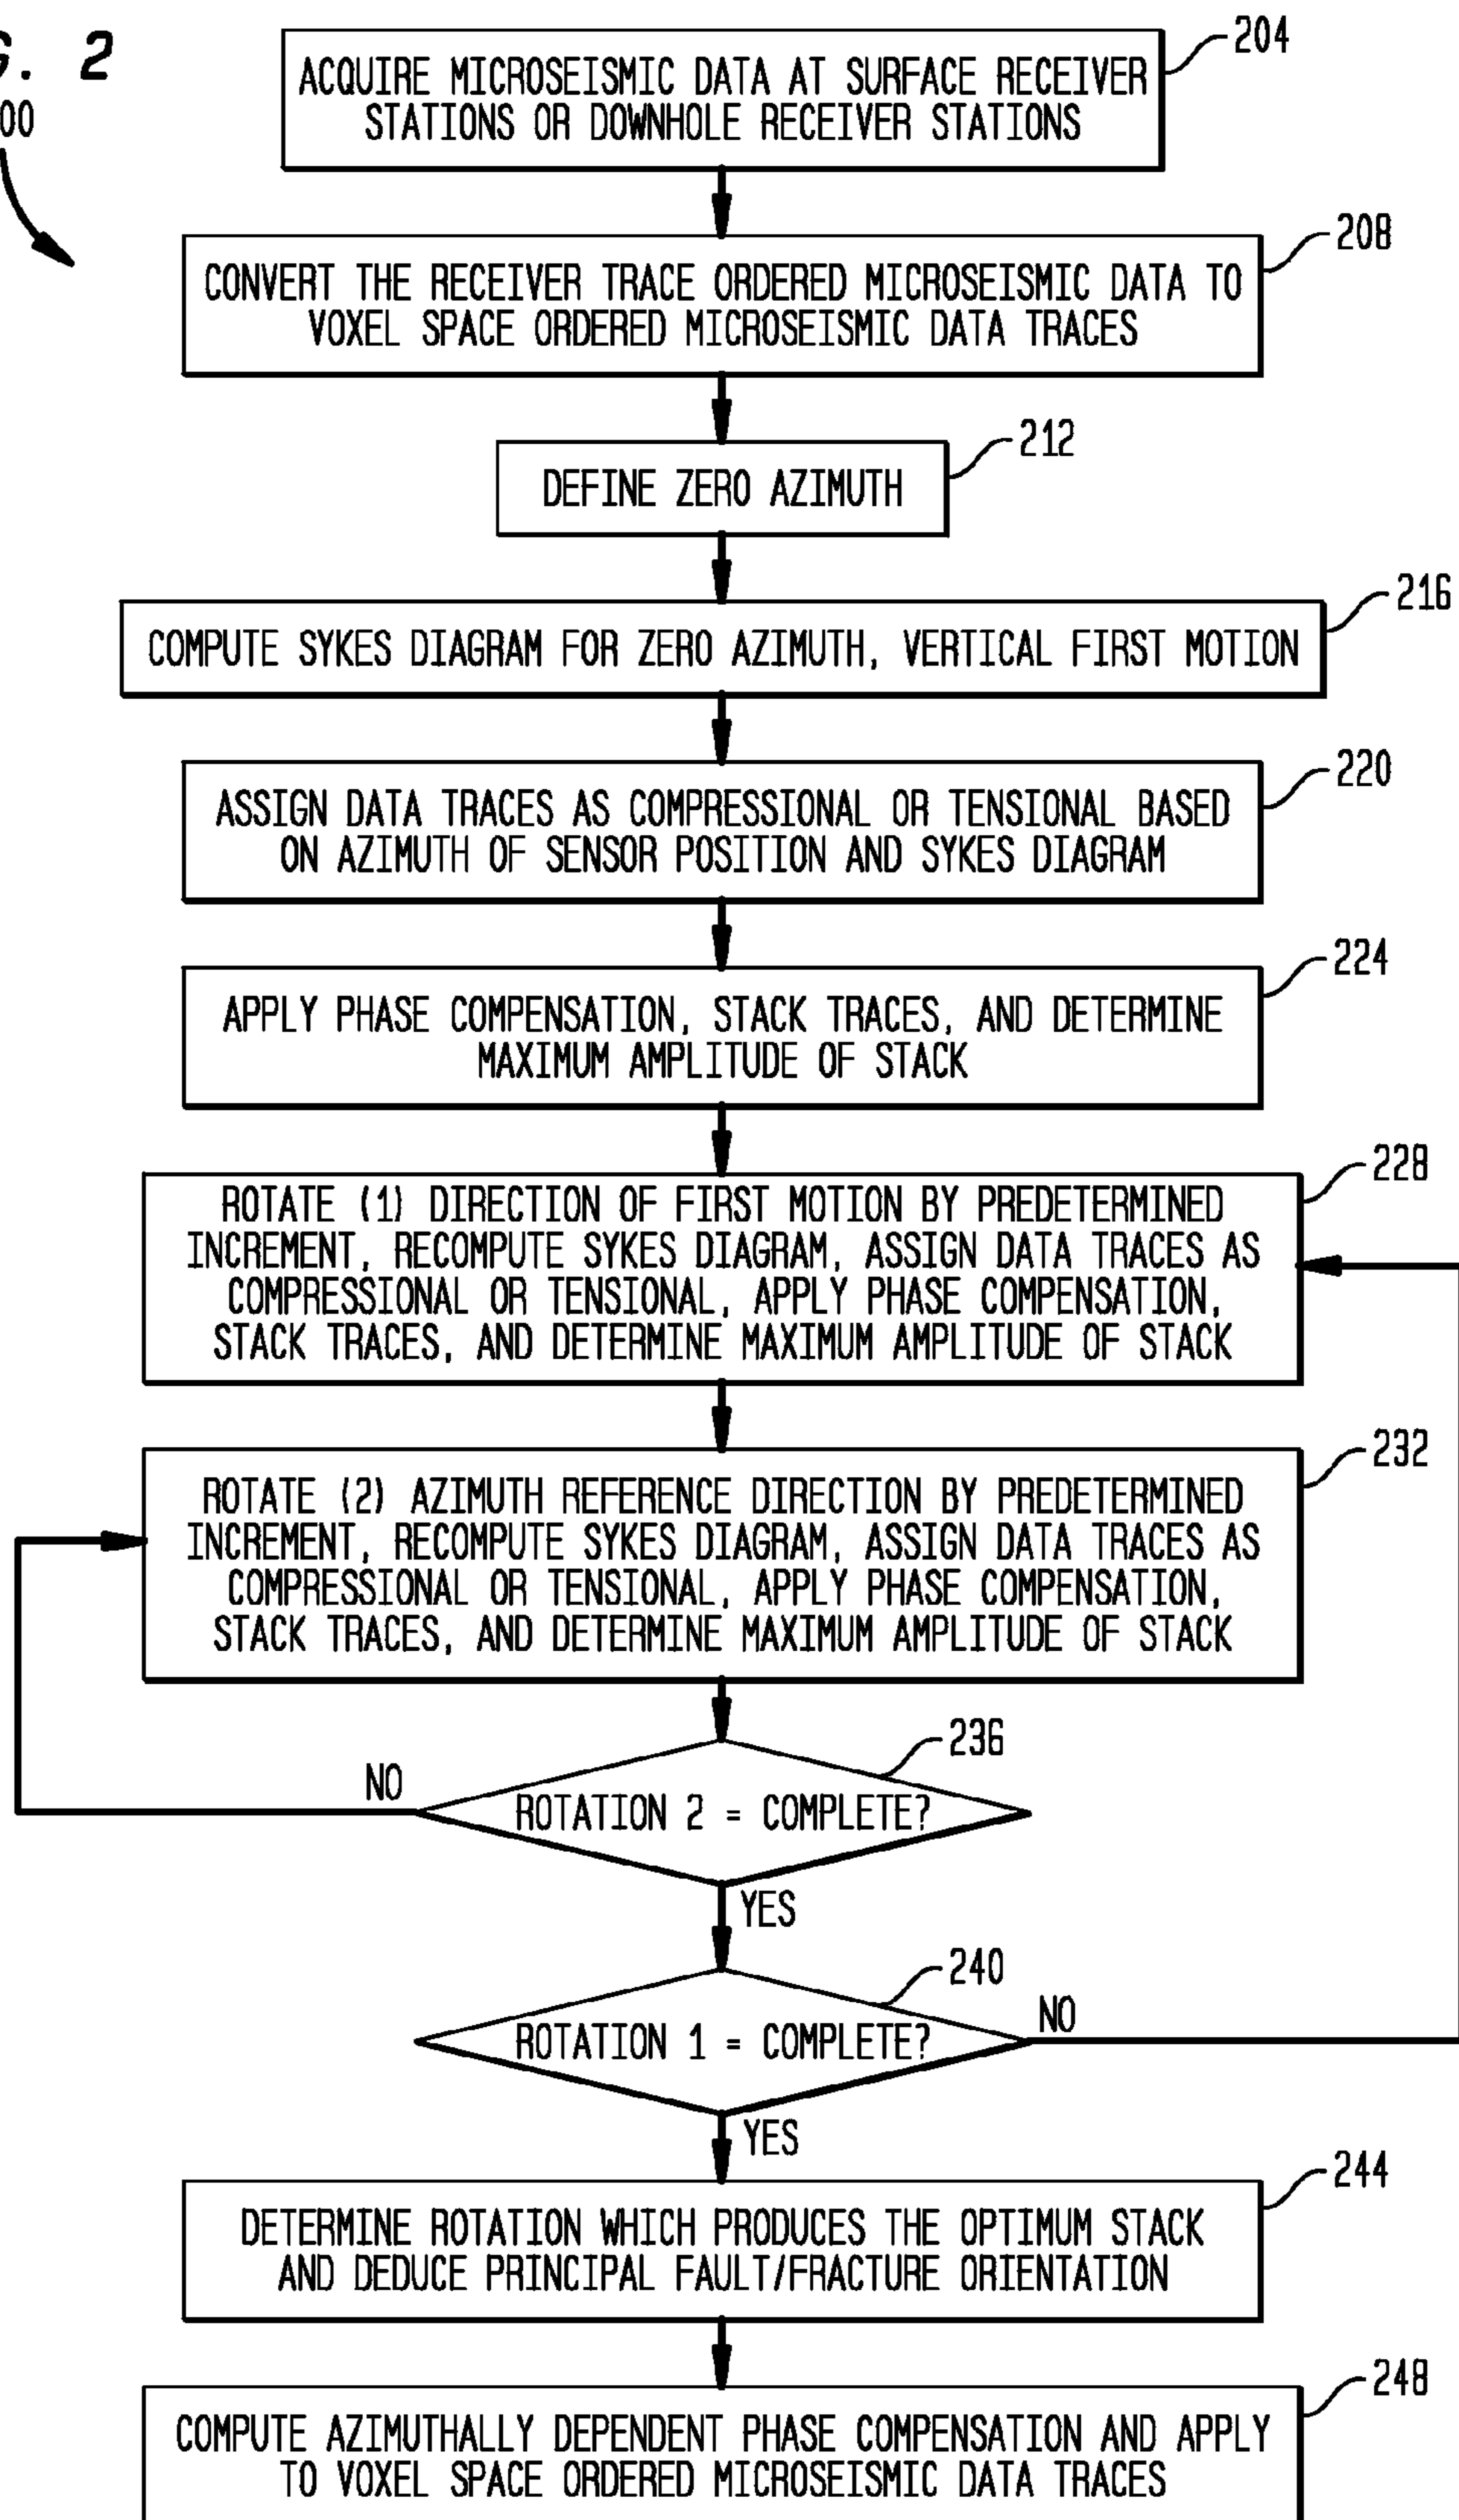 G. 2
00
204
ACQUIRE MICROSEISMIC DATA AT SURFACE RECEIVER
STATIONS OR DOWNHOLE RECEIVER STATIONS
208
CONVERT THE RECEIVER TRACE ORDERED MICROSEISMIC DATA TO
VOXEL SPACE ORDERED MICROSEISMIC DATA TRACES
212
DEFINE ZERO AZIMUTH
216
COMPUTE SYKES DIAGRAM FOR ZERO AZIMUTH, VERTICAL FIRST MOTION
220
ASSIGN DATA TRACES AS COMPRESSIONAL OR TENSIONAL BASED
ON AZIMUTH OF SENSOR POSITION AND SYKES DIAGRAM
224
APPLY PHASE COMPENSATION, STACK TRACES, AND DETERMINE
MAXIMUM AMPLITUDE OF STACK
228
ROTATE (1) DIRECTION OF FIRST MOTION BY PREDETERMINED
INCREMENT, RECOMPUTE SYKES DIAGRAM, ASSIGN DATA TRACES AS
COMPRESSIONAL OR TENSIONAL, APPLY PHASE COMPENSATION,
STACK TRACES, AND DETERMINE MAXIMUM AMPLITUDE OF STACK
232
ROTATE (2) AZIMUTH REFERENCE DIRECTION BY PREDETERMINED
INCREMENT, RECOMPUTE SYKES DIAGRAM, ASSIGN DATA TRACES AS
COMPRESSIONAL OR TENSIONAL, APPLY PHASE COMPENSATION,
STACK TRACES, AND DETERMINE MAXIMUM AMPLITUDE OF STACK
236
NO
ROTATION 2 = COMPLETE?
YES
240
NO
ROTATION 1 = COMPLETE?
YES
244
DETERMINE ROTATION WHICH PRODUCES THE OPTIMUM STACK
AND DEDUCE PRINCIPAL FAULT/FRACTURE ORIENTATION
248
COMPUTE AZIMUTHALLY DEPENDENT PHASE COMPENSATION AND APPLY
TO VOXEL SPACE ORDERED MICROSEISMIC DATA TRACES